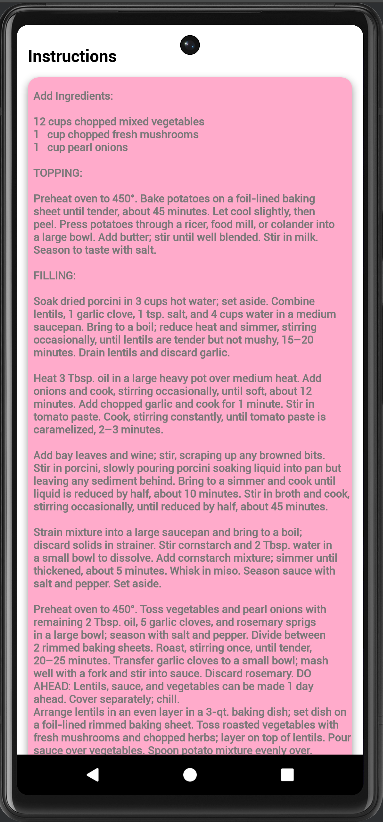 Instructions
Add Ingredients:
12 cups chopped mixed vegetables
1 cup chopped fresh mushrooms
1 cup pearl onions
TOPPING:
Preheat oven to 450°. Bake potatoes on a foil-lined baking
sheet until tender, about 45 minutes. Let cool slightly, then
peel. Press potatoes through a ricer, food mill, or colander into
a large bowl. Add butter; stir until well blended. Stir in milk.
Season to taste with salt.
FILLING:
Soak dried porcini in 3 cups hot water; set aside. Combine
lentils, 1 garlic clove, 1 tsp. salt, and 4 cups water in a medium
saucepan. Bring to a boil; reduce heat and simmer, stirring
occasionally, until lentils are tender but not mushy, 15–20
minutes. Drain lentils and discard garlic.
Heat 3 Tbsp. oil in a large heavy pot over medium heat. Add
onions and cook, stirring occasionally, until soft, about 12
minutes. Add chopped garlic and cook for 1 minute. Stir in
tomato paste. Cook, stirring constantly, until tomato paste is
caramelized, 2–3 minutes.
Add bay leaves and wine; stir, scraping up any browned bits.
Stir in porcini, slowly pouring porcini soaking liquid into pan but
leaving any sediment behind. Bring to a simmer and cook until
liquid is reduced by half, about 10 minutes. Stir in broth and cook,
stirring occasionally, until reduced by half, about 45 minutes.
Strain mixture into a large saucepan and bring to a boil;
discard solids in strainer. Stir cornstarch and 2 Tbsp. water in
a small bowl to dissolve. Add cornstarch mixture; simmer until
thickened, about 5 minutes. Whisk in miso. Season sauce with
salt and pepper. Set aside.
Preheat oven to 450°. Toss vegetables and pearl onions with
remaining 2 Tbsp. oil, 5 garlic cloves, and rosemary sprigs
in a large bowl; season with salt and pepper. Divide between
2 rimmed baking sheets. Roast, stirring once, until tender,
20–25 minutes. Transfer garlic cloves to a small bowl; mash
well with a fork and stir into sauce. Discard rosemary. DO
AHEAD: Lentils, sauce, and vegetables can be made 1 day
ahead. Cover separately; chill.
Arrange lentils in an even layer in a 3-qt. baking dish; set dish on
a foil-lined rimmed baking sheet. Toss roasted vegetables with
fresh mushrooms and chopped herbs; layer on top of lentils. Pour
sauce over vegetables. Spoon potato mixture evenly over.